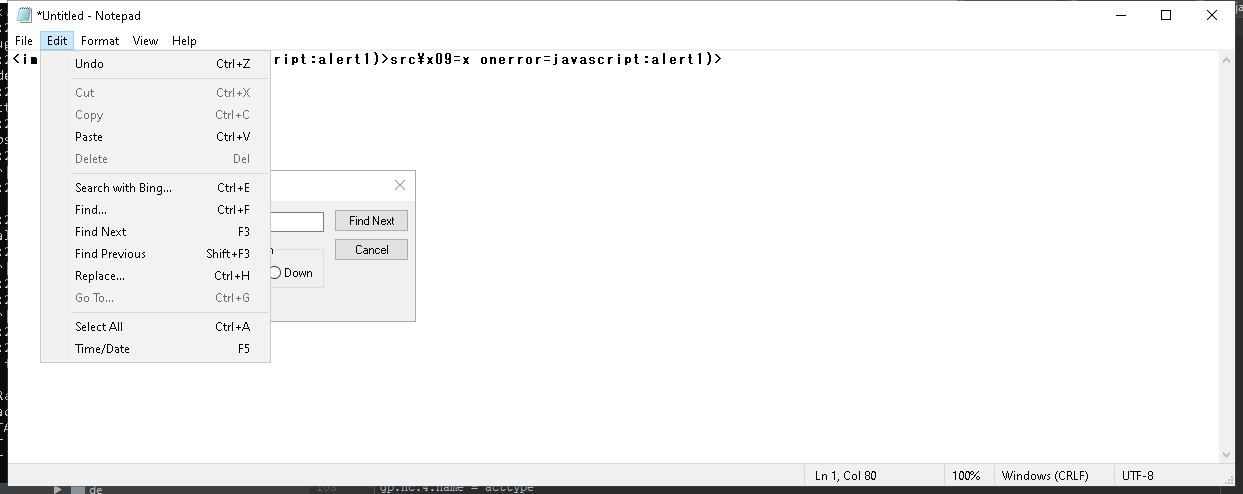 *Untitled - Notepad
File Edit Format View Help
<im ript:alert1)>src¥x09=x onerror=javascript:alert1)>
Undo Ctrl+Z
Cut Ctrl+X
Copy Ctrl+C
Paste Ctrl+V
Delete Del
Search with Bing... Ctrl+E
Find... Ctrl+F
Find Next F3
Find Previous Shift+F3
Replace... Ctrl+H
Go To... Ctrl+G
Select All Ctrl+A
Time/Date F5
Find Next
Cancel
Down
Ln 1, Col 80 100% Windows (CRLF) UTF-8
de
gp.nc.4.name = acttype